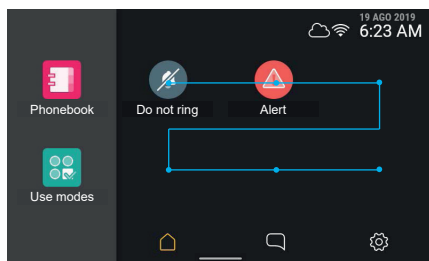 19 AGO 2019
6:23 AM
Phonebook
Do not ring
Alert
Use modes